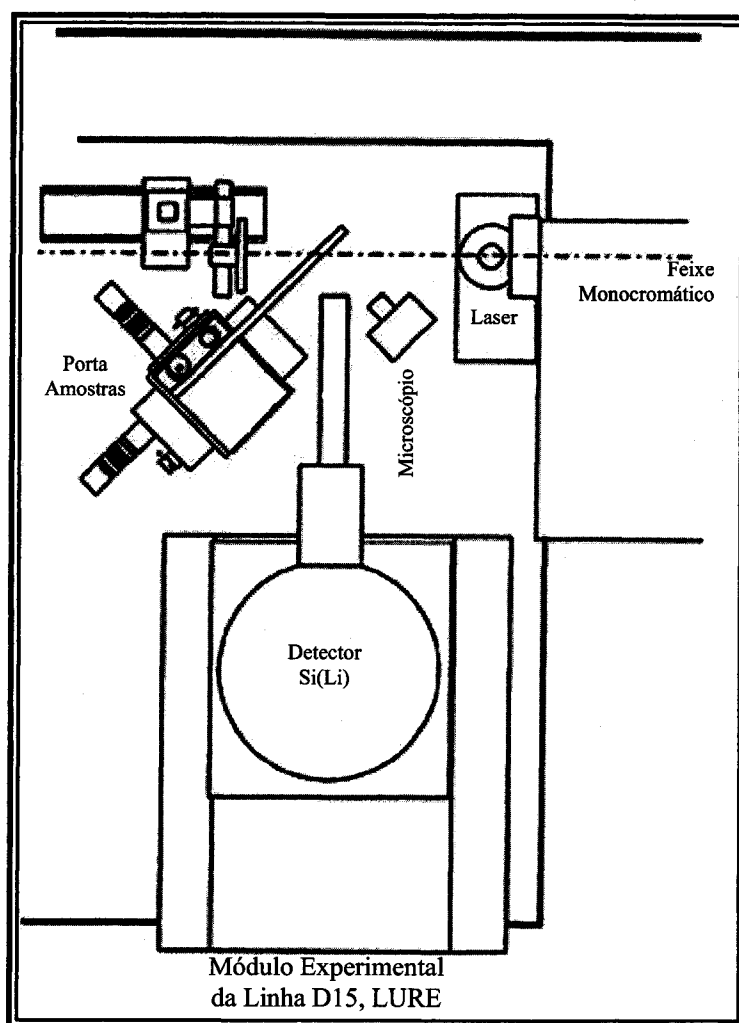 Feixe
Monocromático
Laser
Porta
Amostras
Microscópio
Detector
Si(Li)
Módulo Experimental
da Linha D15, LURE